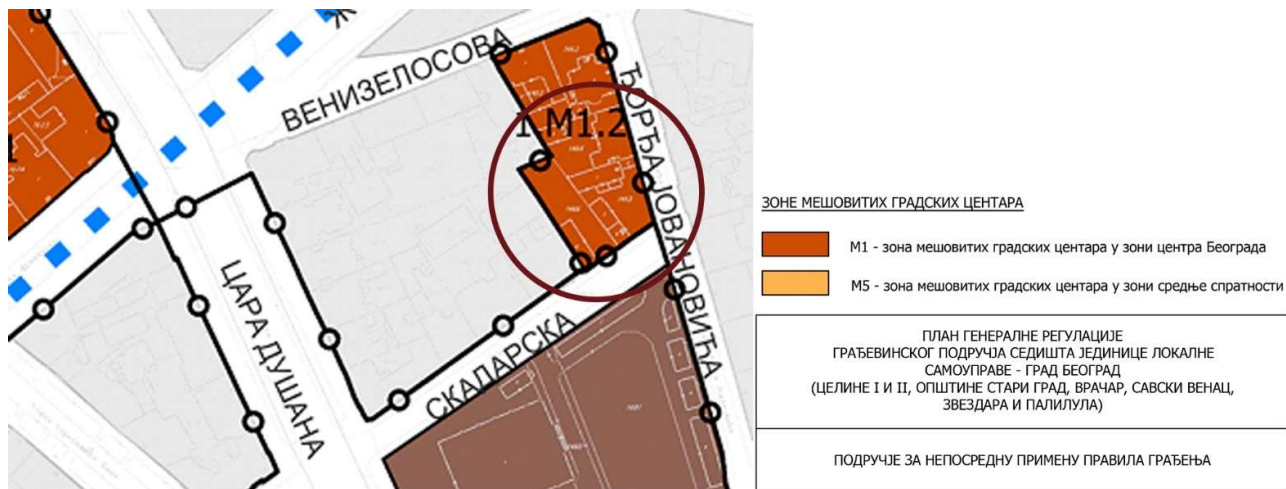 Ж
ВЕНИЗЕЛОСОВА
1 М1.2
ЂОРЂА ЈОВАНОВИЋА
ЦАРА ДУШАНА
СКАДАРСКА
ЗОНЕ МЕШОВИТИХ ГРАДСКИХ ЦЕНТАРА
М1 - зона мешовитих градских центара у зони центра Београда
М5 - зона мешовитих градских центара у зони средње спратности
ПЛАН ГЕНЕРАЛНЕ РЕГУЛАЦИЈЕ
ГРАЂЕВИНСКОГ ПОДРУЧЈА СЕДИШТА ЈЕДИНИЦЕ ЛОКАЛНЕ
САМОУПРАВЕ - ГРАД БЕОГРАД
(ЦЕЛИНЕ I И II, ОПШТИНЕ СТАРИ ГРАД, ВРАЧАР, САВСКИ ВЕНАЦ,
ЗВЕЗДАРА И ПАЛИЛУЛА)
ПОДРУЧЈЕ ЗА НЕПОСРЕДНУ ПРИМЕНУ ПРАВИЛА ГРАЂЕЊА